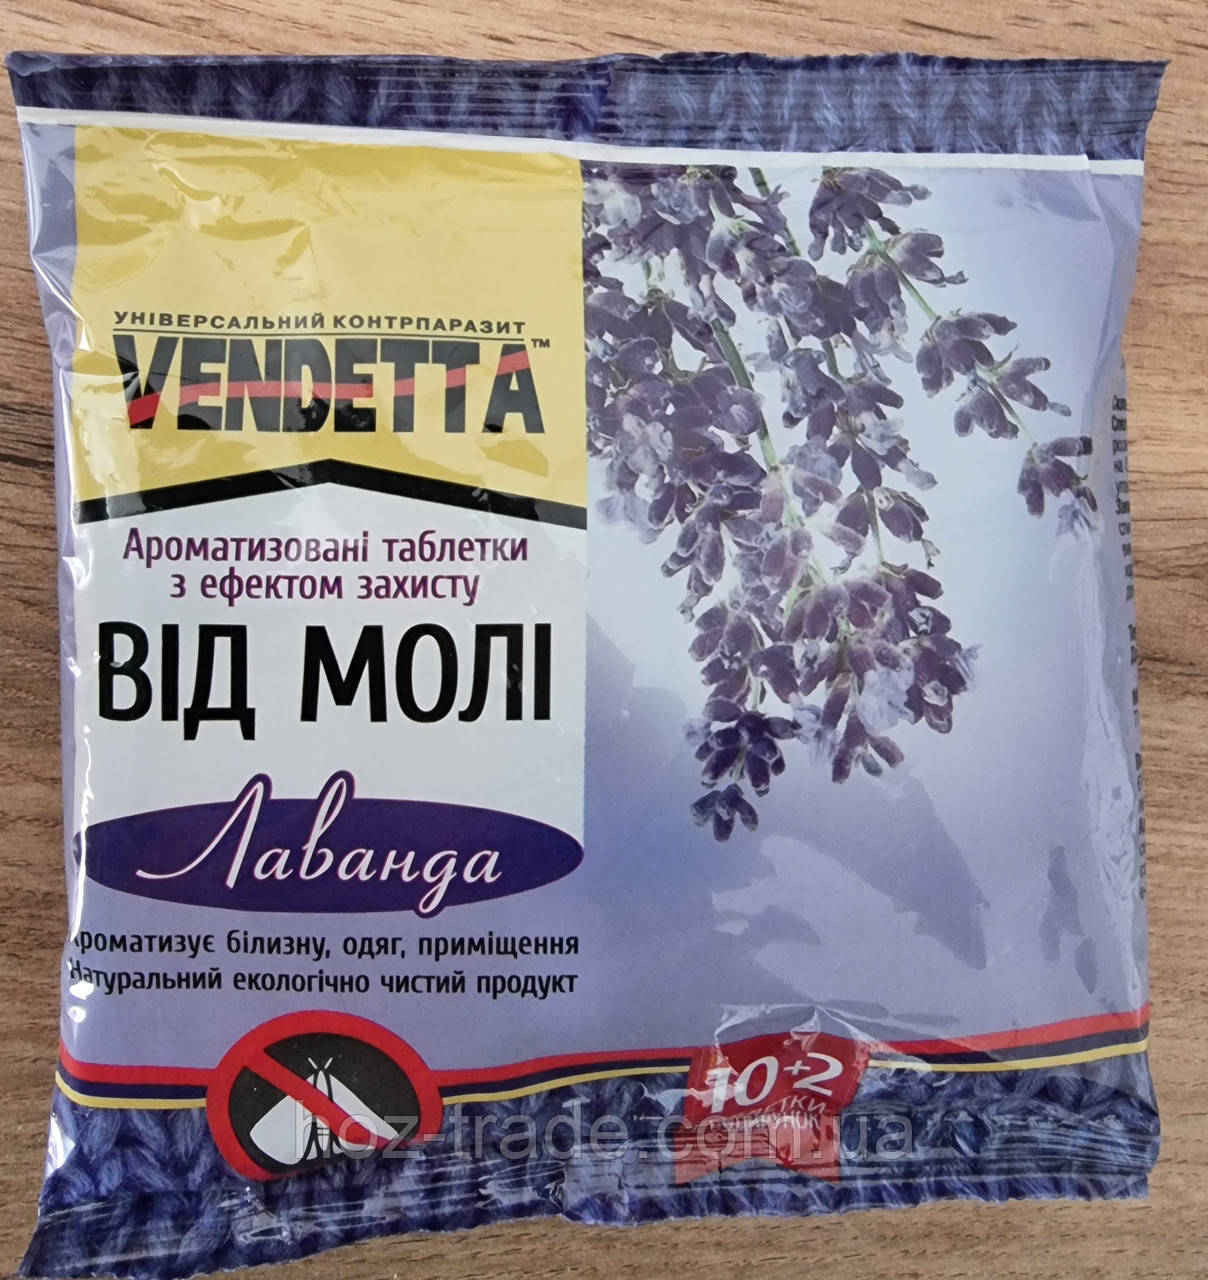 УНІВЕРСАЛЬНИЙ КОНТРПАРАЗИТ
VENDETTA™
Ароматизовані таблетки
з ефектом захисту
ВІД МОЛІ
Лаванда
Ароматизує білизну, одяг, приміщення
Натуральний екологічно чистий продукт
10+2
hoz-trade.com.ua